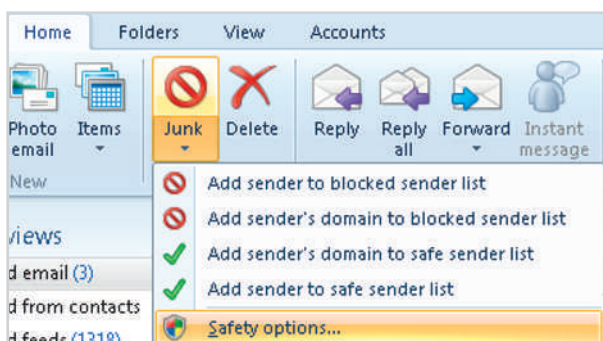 Home Folders View Accounts
Photo email Items Junk Delete Reply Reply all Forward Instant message
New
Add sender to blocked sender list
Add sender's domain to blocked sender list
Add sender's domain to safe sender list
Add sender to safe sender list
Safety options...
views
d email (3)
d from contacts
d feeds (1318)